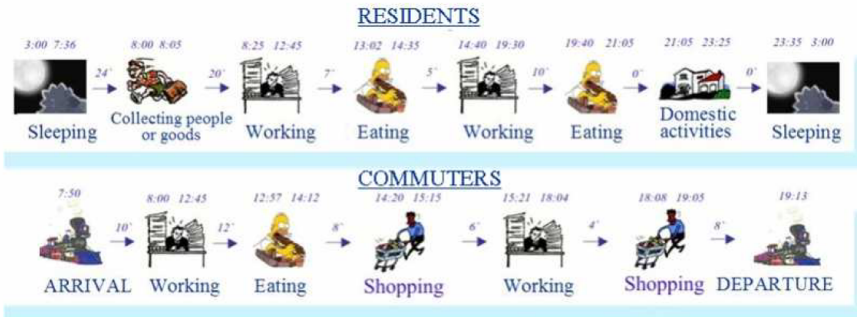 RESIDENTS
3:00 7:36 8:00 8:05 8:25 12:45 13:02 14:35 14:40 19:30 19:40 21:05 21:05 23:25 23:35 3:00
24` 20` 7` 5` 10` 0` 0`
Sleeping Collecting people or goods Working Eating Working Eating Domestic activities Sleeping
COMMUTERS
7:50 8:00 12:45 12:57 14:12 14:20 15:15 15:21 18:04 18:08 19:05 19:13
10` 12` 8` 6` 4` 8`
ARRIVAL Working Eating Shopping Working Shopping DEPARTURE